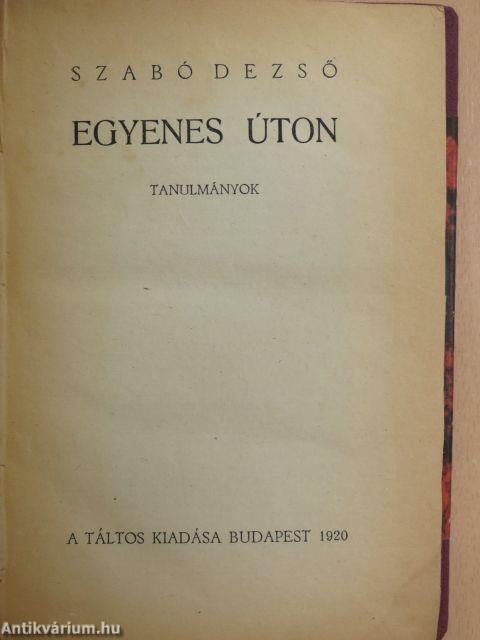 SZABÓ DEZSŐ
EGYENES ÚTON
TANULMÁNYOK
A TÁLTOS KIADÁSA BUDAPEST 1920
Antikvárium.hu